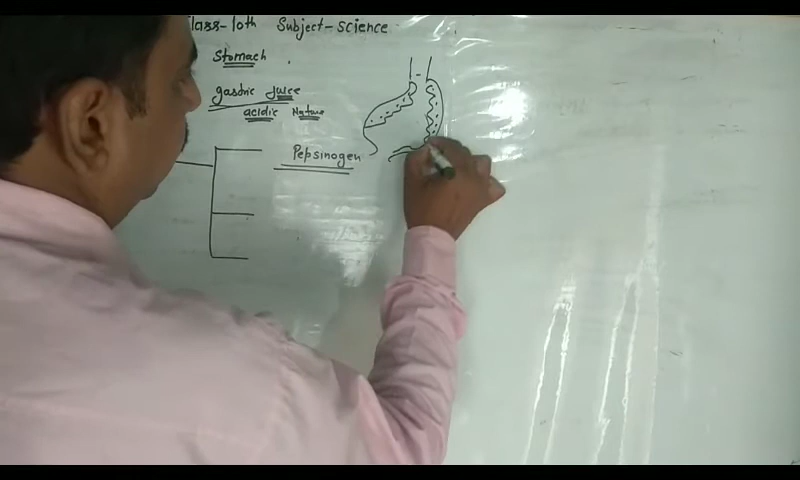 Class-10th Subject-science
Stomach
gastric Juice
acidic Nature
Pepsinogen